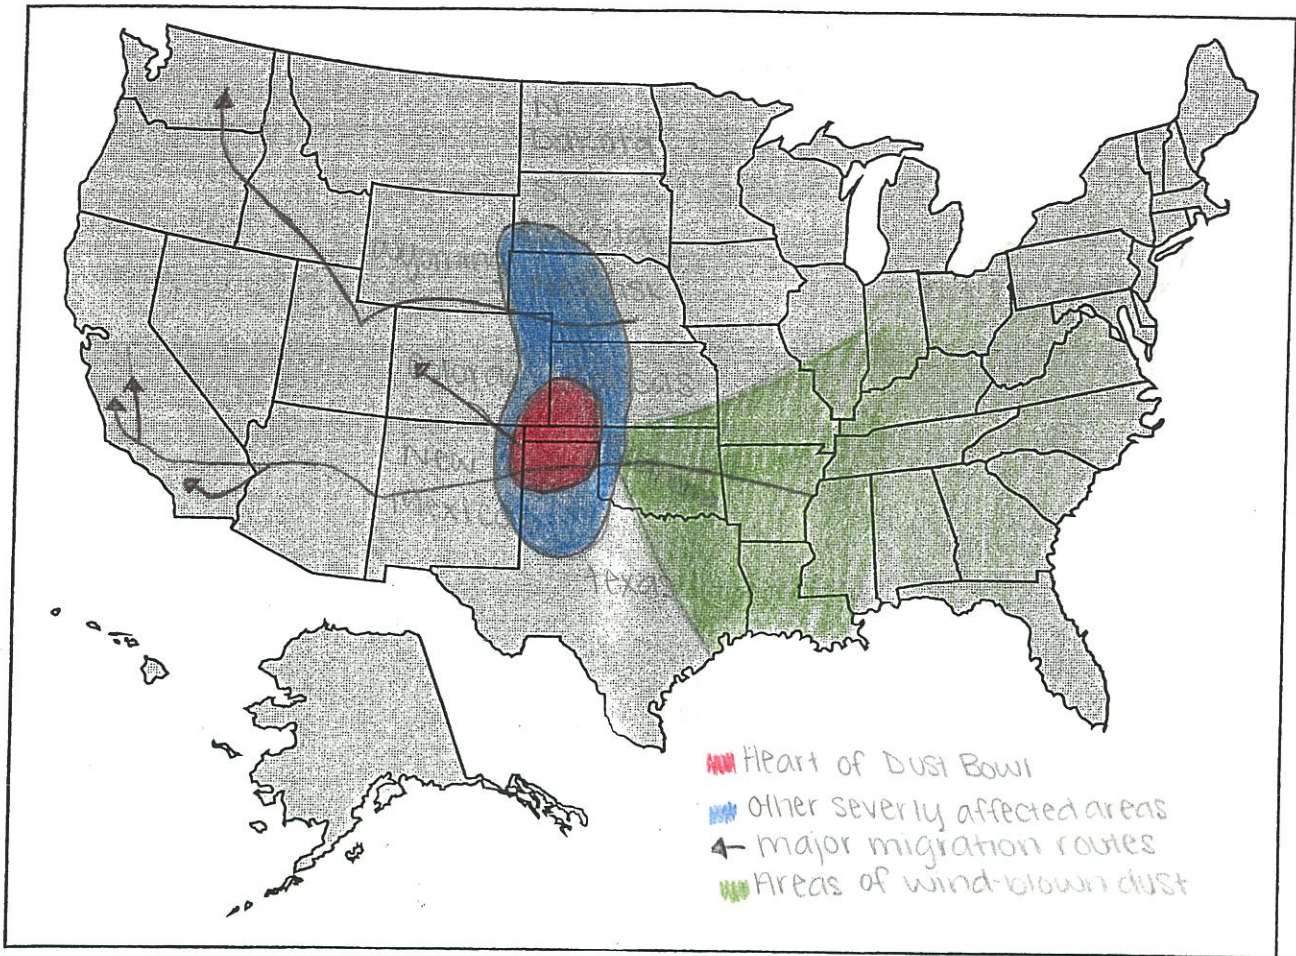 N
Dakota
S
Dakota
Wyoming
Nebrask
Colorado
Kansas
New
Mexico
Texas
Heart of Dust Bowl
Other severly affected areas
major migration routes
Areas of wind-blown dust